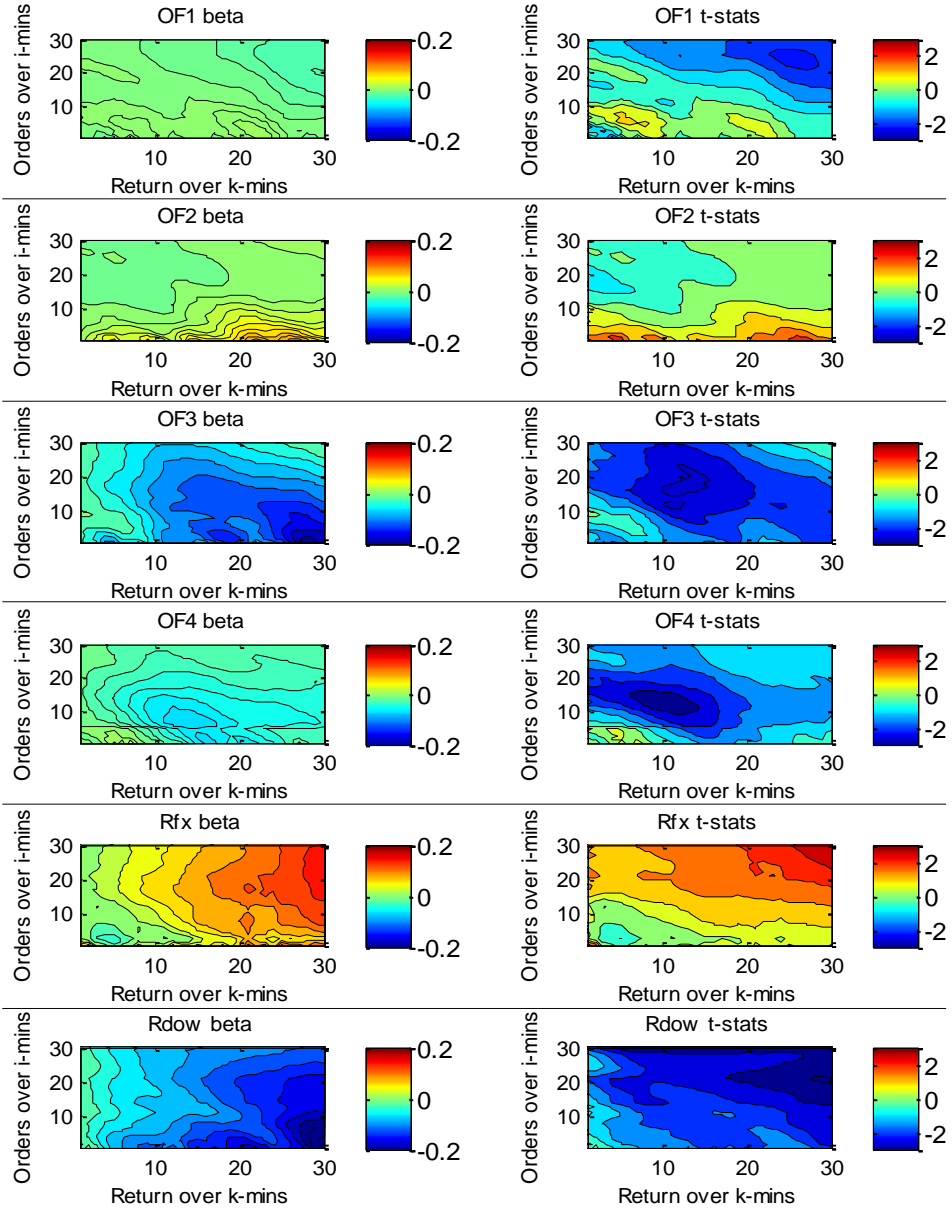 OF1 beta
OF1 t-stats
Orders over i-mins
30
20
10
10 20 30
Return over k-mins
0.2
0
-0.2
Orders over i-mins
30
20
10
10 20 30
Return over k-mins
2
0
-2
OF2 beta
OF2 t-stats
Orders over i-mins
30
20
10
10 20 30
Return over k-mins
0.2
0
-0.2
Orders over i-mins
30
20
10
10 20 30
Return over k-mins
2
0
-2
OF3 beta
OF3 t-stats
Orders over i-mins
30
20
10
10 20 30
Return over k-mins
0.2
0
-0.2
Orders over i-mins
30
20
10
10 20 30
Return over k-mins
2
0
-2
OF4 beta
OF4 t-stats
Orders over i-mins
30
20
10
10 20 30
Return over k-mins
0.2
0
-0.2
Orders over i-mins
30
20
10
10 20 30
Return over k-mins
2
0
-2
Rfx beta
Rfx t-stats
Orders over i-mins
30
20
10
10 20 30
Return over k-mins
0.2
0
-0.2
Orders over i-mins
30
20
10
10 20 30
Return over k-mins
2
0
-2
Rdow beta
Rdow t-stats
Orders over i-mins
30
20
10
10 20 30
Return over k-mins
0.2
0
-0.2
Orders over i-mins
30
20
10
10 20 30
Return over k-mins
2
0
-2